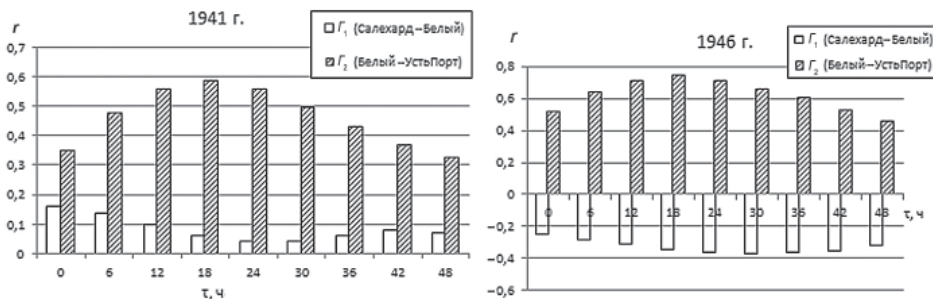 1941 г.
r
Г₁ (Салехард–Белый)
Г₂ (Белый–УстьПорт)
0,7
0,6
0,5
0,4
0,3
0,2
0,1
0
0 6 12 18 24 30 36 42 48
τ, ч
1946 г.
r
Г₁ (Салехард–Белый)
Г₂ (Белый–УстьПорт)
0,8
0,6
0,4
0,2
0
−0,2
−0,4
−0,6
0 6 12 18 24 30 36 42 48
τ, ч